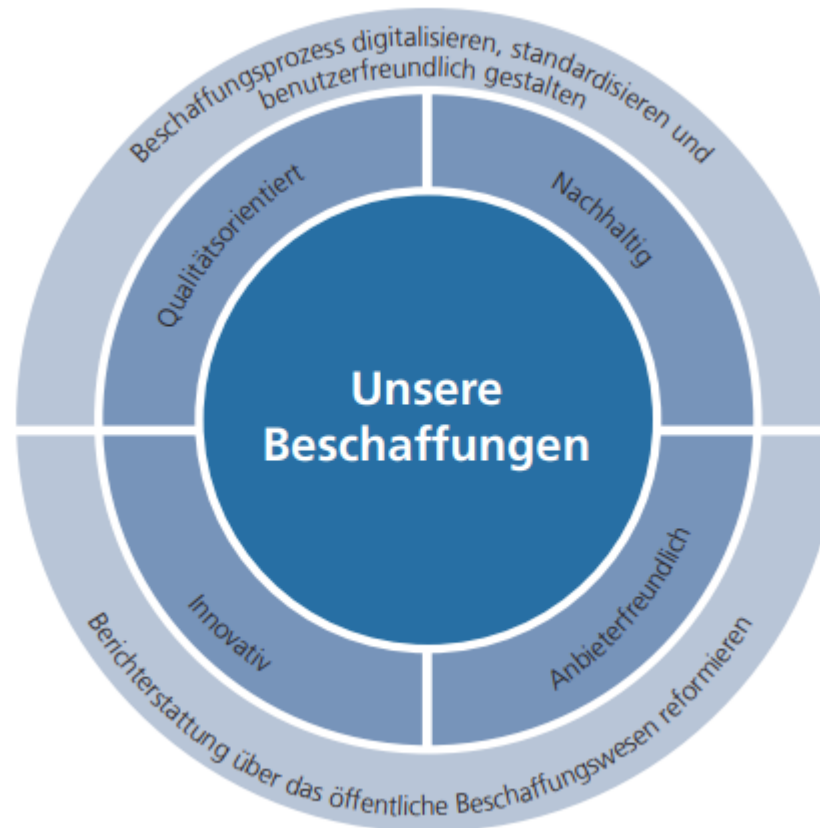 Beschaffungsprozess digitalisieren, standardisieren und
benutzerfreundlich gestalten
Qualitätsorientiert
Nachhaltig
Unsere
Beschaffungen
Innovativ
Anbieterfreundlich
Berichterstattung über das öffentliche Beschaffungswesen reformieren